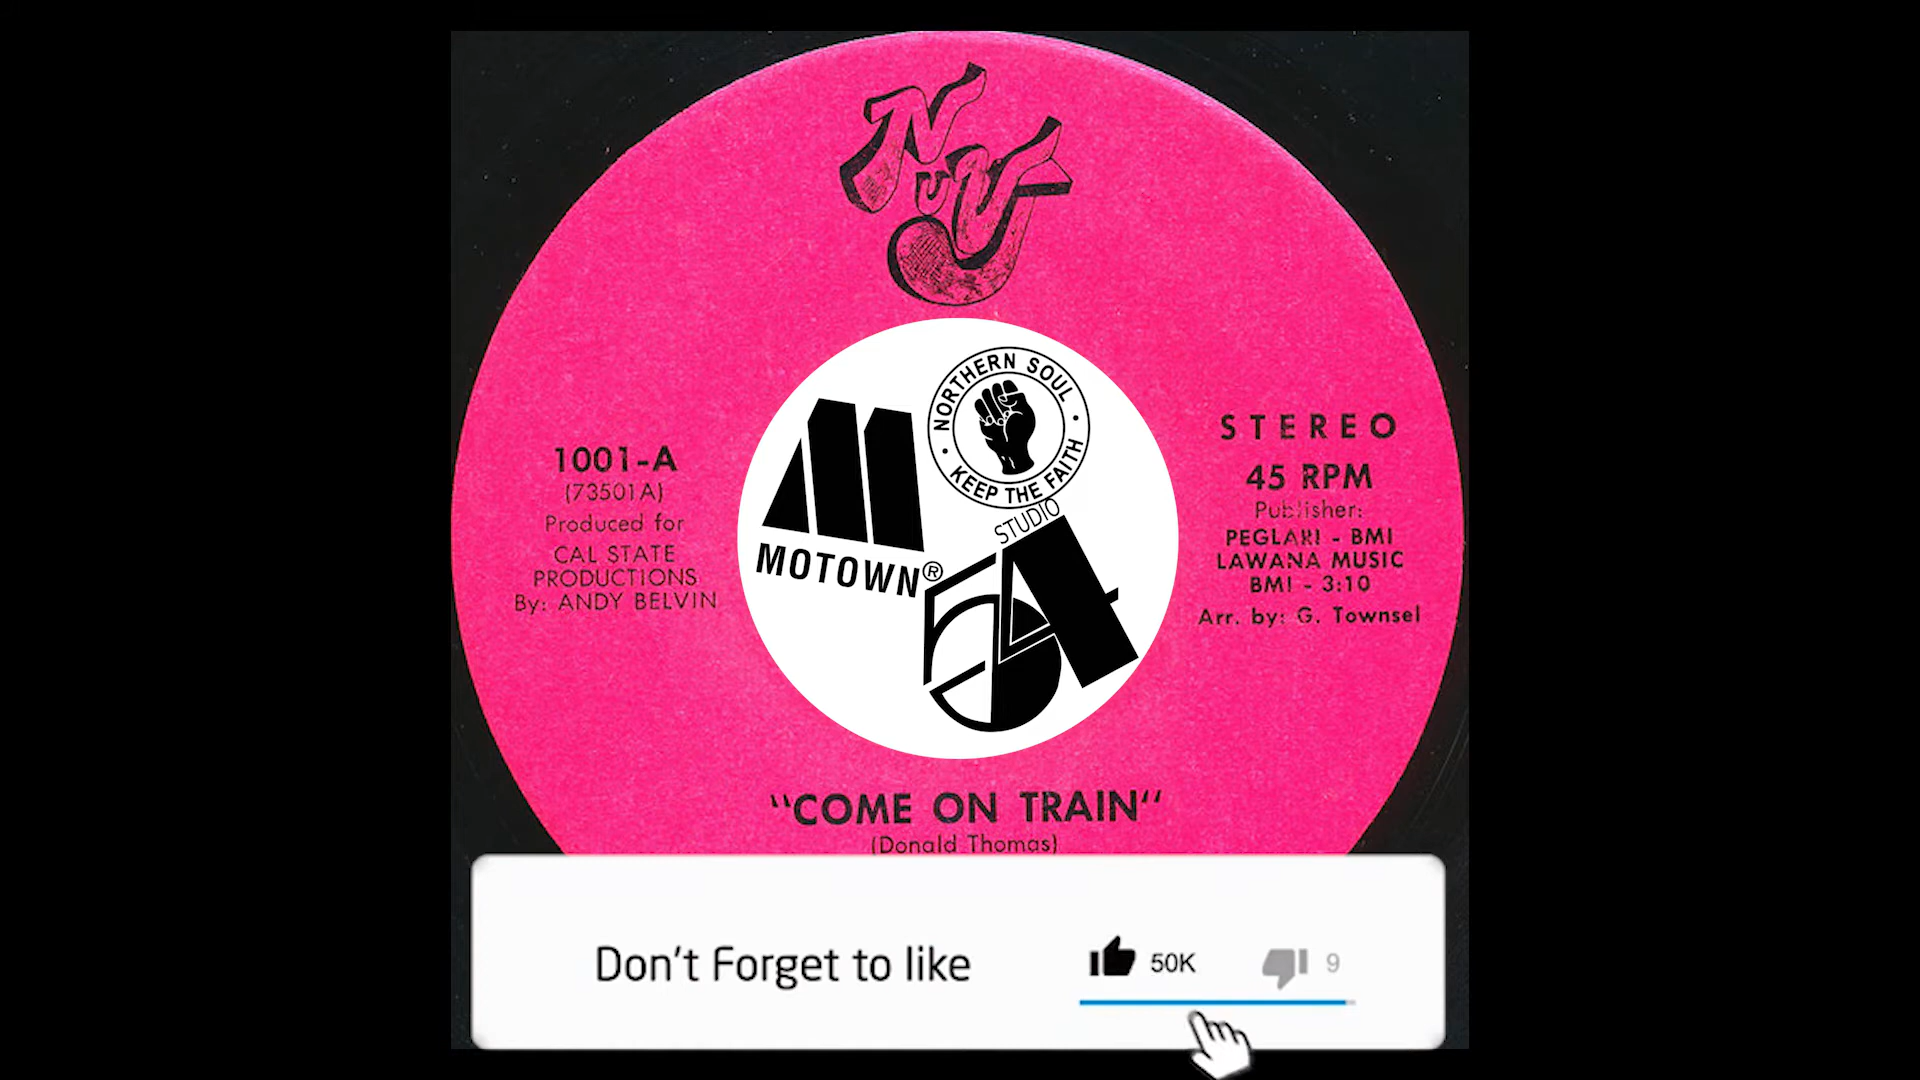 NuVJ
NORTHERN SOUL
KEEP THE FAITH
MOTOWN®
STUDIO
54
1001-A
(73501A)
Produced for
CAL STATE
PRODUCTIONS
By: ANDY BELVIN
STEREO
45 RPM
Publisher:
PEGLARI - BMI
LAWANA MUSIC
BMI - 3:10
Arr. by: G. Townsel
"COME ON TRAIN"
(Donald Thomas)
Don't Forget to like
50K
9